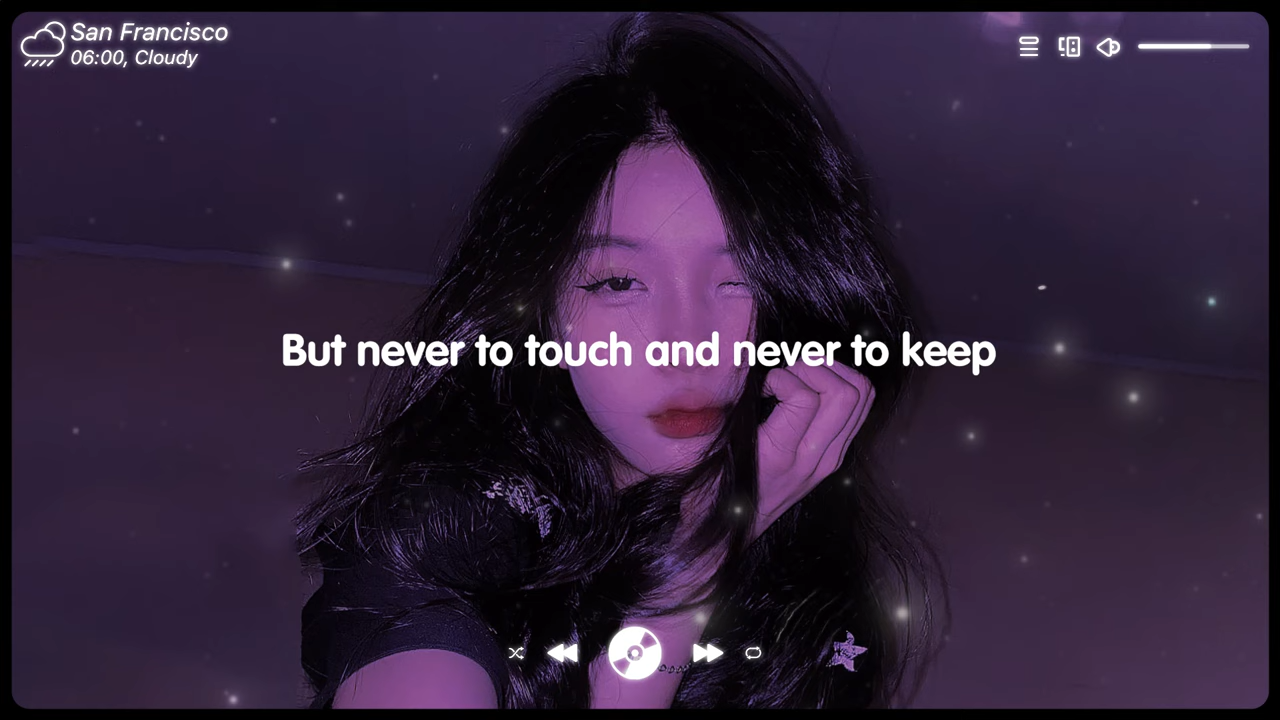 San Francisco
06:00, Cloudy
But never to touch and never to keep